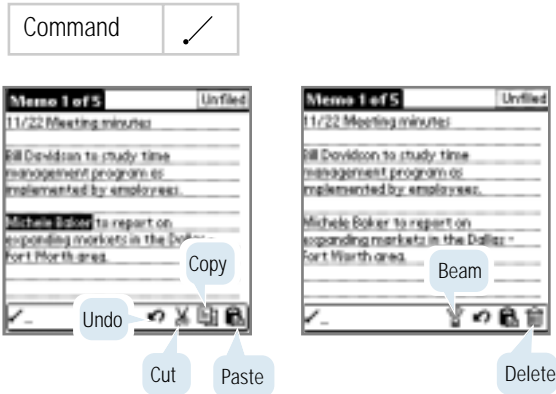 Command
Memo 1 of 5 Unfiled
11/22 Meeting minutes
Bill Davidson to study time
management program as
implemented by employees.
Michele Baker to report on
expanding markets in the Dallas -
Fort Worth area.
Copy
Undo
Cut
Paste
Memo 1 of 5 Unfiled
11/22 Meeting minutes
Bill Davidson to study time
management program as
implemented by employees.
Michele Baker to report on
expanding markets in the Dallas -
Fort Worth area.
Beam
Delete